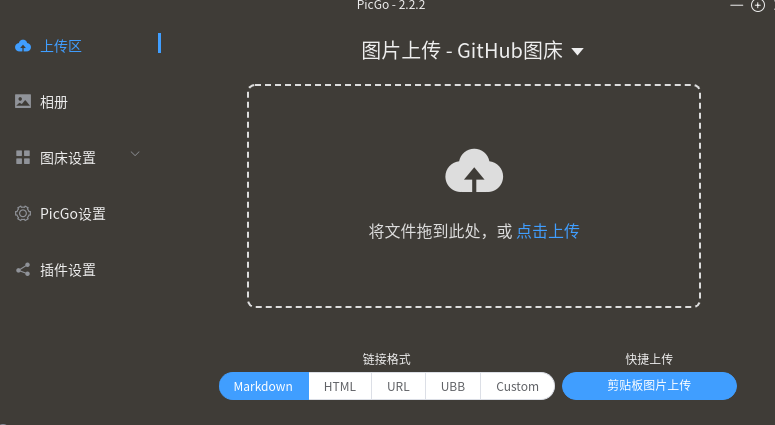 PicGo - 2.2.2
上传区
相册
图床设置
PicGo设置
插件设置
图片上传 - GitHub图床
将文件拖到此处，或 点击上传
链接格式
Markdown HTML URL UBB Custom
快捷上传
剪贴板图片上传